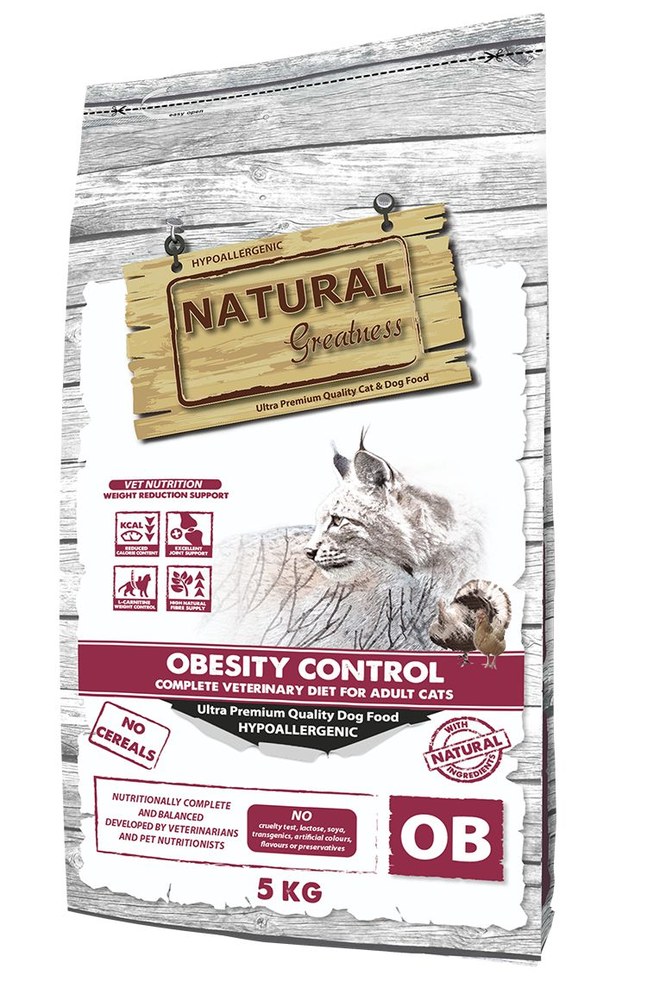 easy open
HYPOALLERGENIC
NATURAL
Greatness
Ultra Premium Quality Cat & Dog Food
VET NUTRITION
WEIGHT REDUCTION SUPPORT
KCAL
REDUCED
CALORIE CONTENT
EXCELLENT
JOINT SUPPORT
L-CARNITINE
WEIGHT CONTROL
HIGH NATURAL
FIBRE SUPPLY
OBESITY CONTROL
COMPLETE VETERINARY DIET FOR ADULT CATS
Ultra Premium Quality Dog Food
HYPOALLERGENIC
NO
CEREALS
WITH
NATURAL
INGREDIENTS
NUTRITIONALLY COMPLETE
AND BALANCED
DEVELOPED BY VETERINARIANS
AND PET NUTRITIONISTS
NO
cruelty test, lactose, soya,
transgenics, artificial colours,
flavours or preservatives
OB
5 KG